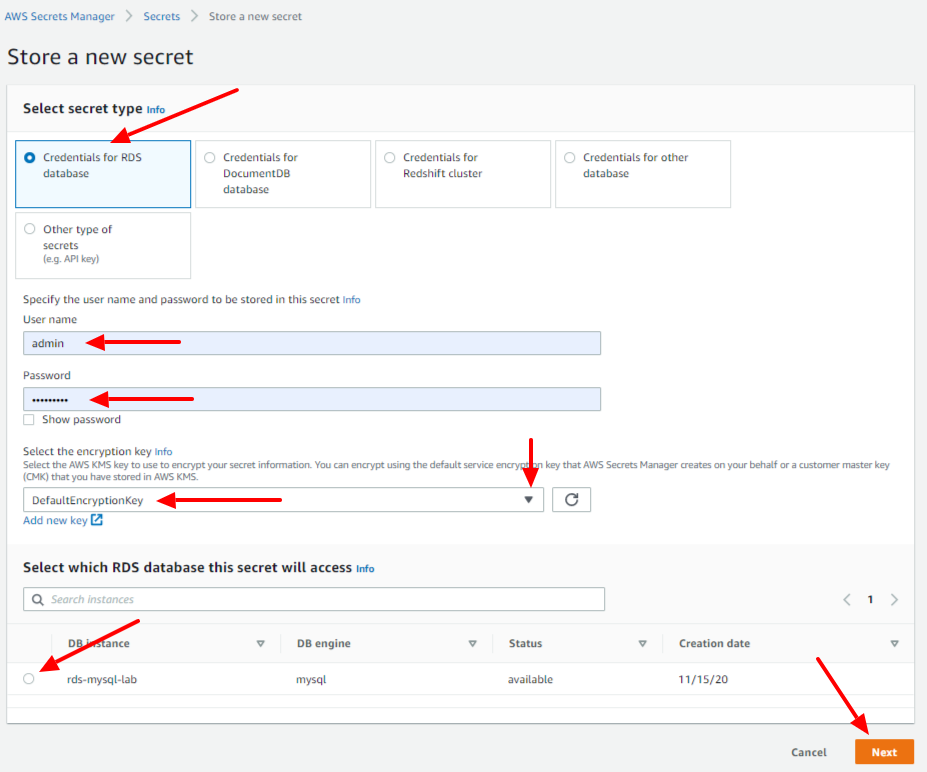 AWS Secrets Manager > Secrets > Store a new secret
Store a new secret
Select secret type Info
Credentials for RDS
database
Credentials for
DocumentDB
database
Credentials for
Redshift cluster
Credentials for other
database
Other type of
secrets
(e.g. API key)
Specify the user name and password to be stored in this secret Info
User name
admin
Password
•••••••••
Show password
Select the encryption key Info
Select the AWS KMS key to use to encrypt your secret information. You can encrypt using the default service encryption key that AWS Secrets Manager creates on your behalf or a customer master key
(CMK) that you have stored in AWS KMS.
DefaultEncryptionKey
Add new key
Select which RDS database this secret will access Info
Search instances
1
DB instance DB engine Status Creation date
rds-mysql-lab mysql available 11/15/20
Cancel Next